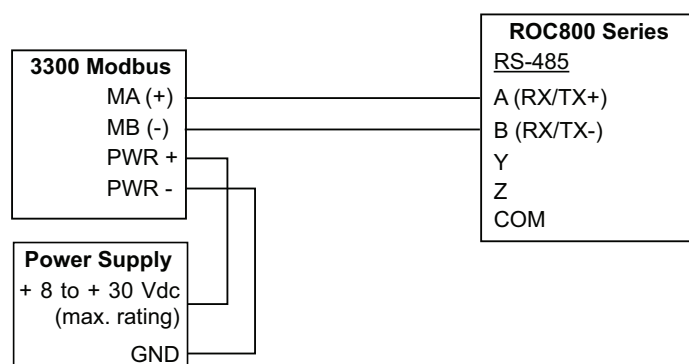 3300 Modbus
MA (+)
MB (-)
PWR +
PWR -
Power Supply
+ 8 to + 30 Vdc
(max. rating)
GND
ROC800 Series
RS-485
A (RX/TX+)
B (RX/TX-)
Y
Z
COM